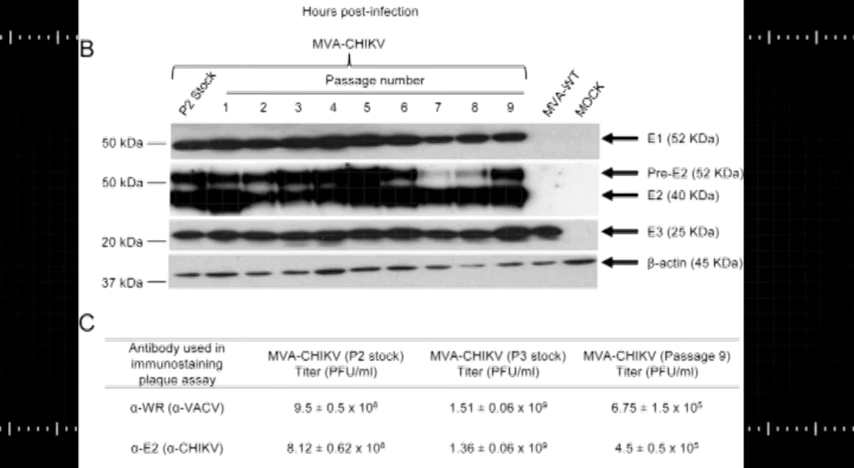 Hours post-infection
B
MVA-CHIKV
P2 Stock
Passage number
MVA-WT
MOCK
1 2 3 4 5 6 7 8 9
50 kDa
E1 (52 KDa)
Pre-E2 (52 KDa)
50 kDa
E2 (40 KDa)
20 kDa
E3 (25 KDa)
β-actin (45 KDa)
37 kDa
C
Antibody used in immunostaining plaque assay
MVA-CHIKV (P2 stock) Titer (PFU/ml)
MVA-CHIKV (P3 stock) Titer (PFU/ml)
MVA-CHIKV (Passage 9) Titer (PFU/ml)
α-WR (α-VACV) 9.5 ± 0.5 x 10⁸ 1.51 ± 0.06 x 10⁹ 6.75 ± 1.5 x 10⁵
α-E2 (α-CHIKV) 8.12 ± 0.62 x 10⁸ 1.36 ± 0.06 x 10⁹ 4.5 ± 0.5 x 10⁵